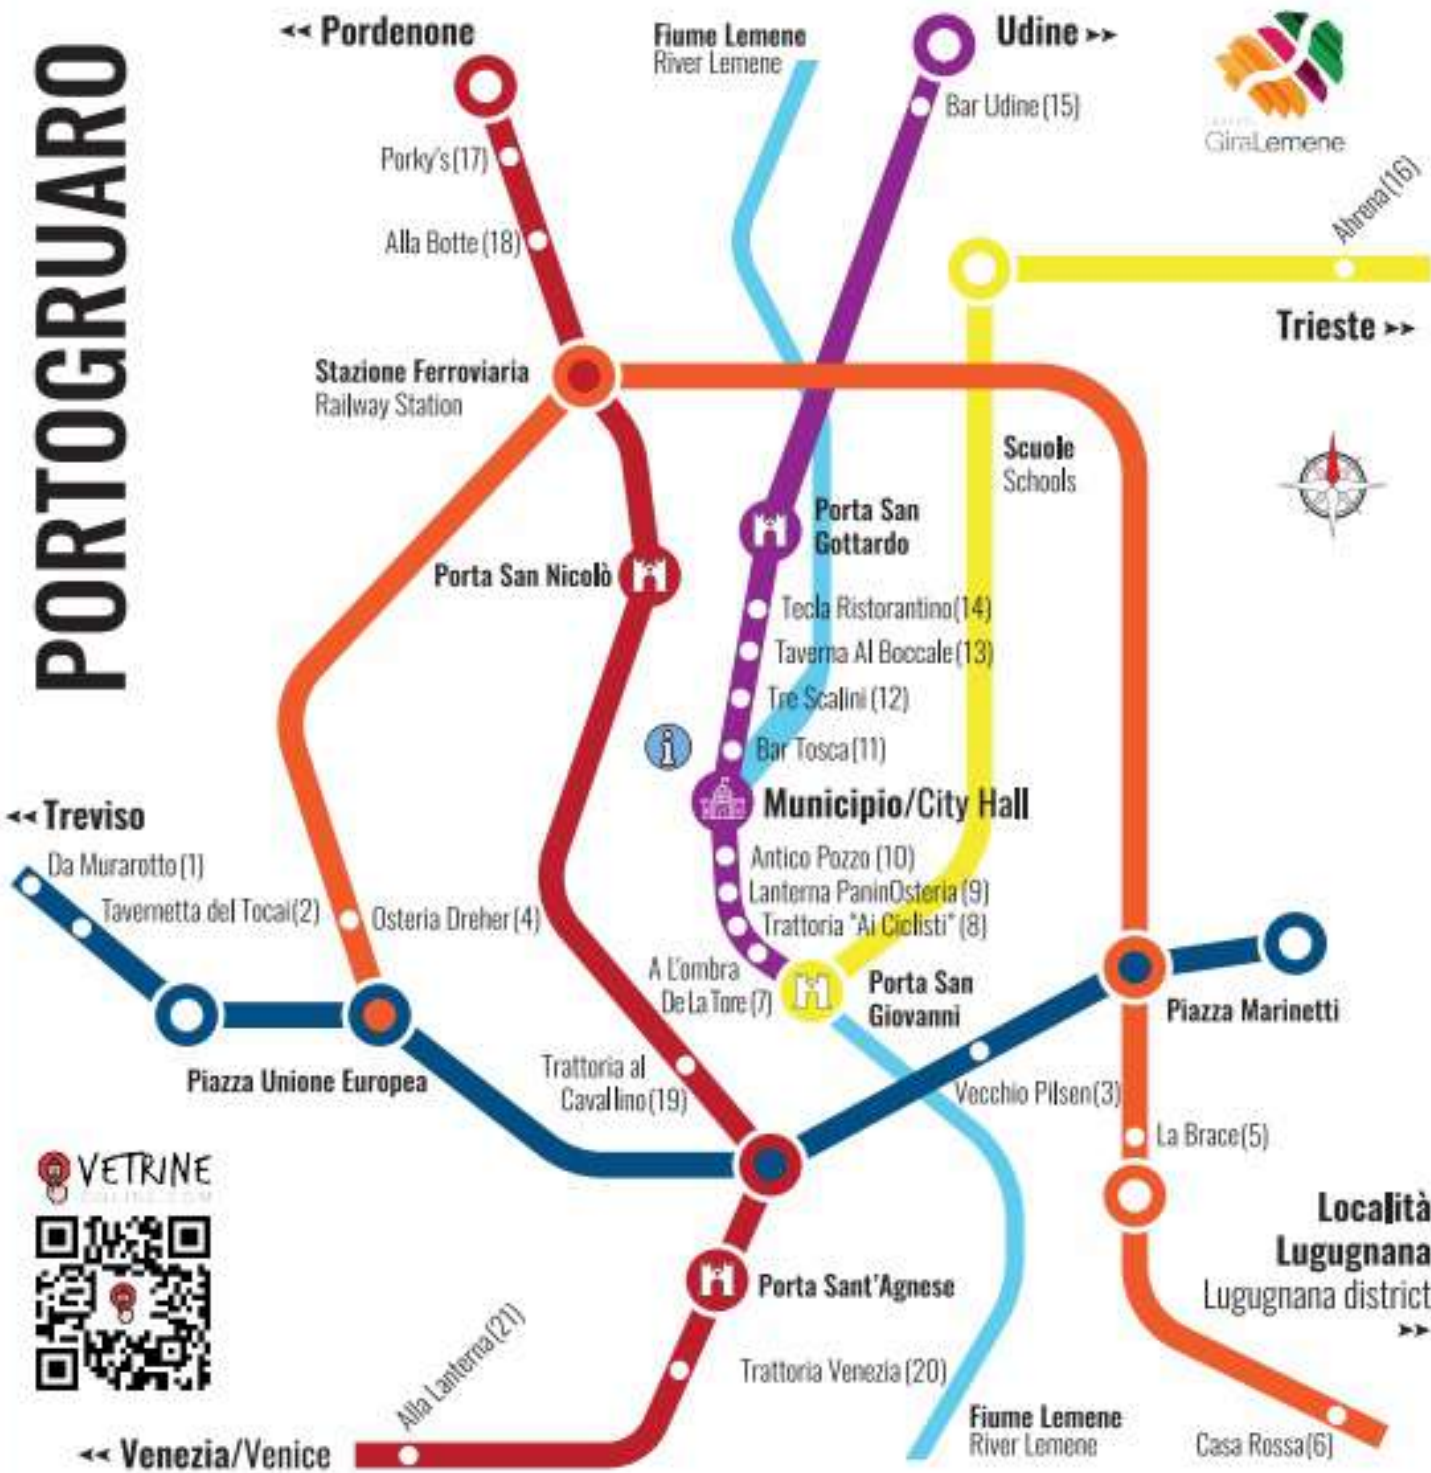 PORTOGRUARO
◄◄ Pordenone
Fiume Lemene
River Lemene
Udine ►►
GiraLemene
Bar Udine (15)
Porky's (17)
Ahrena (16)
Alla Botte (18)
Trieste ►►
Stazione Ferroviaria
Railway Station
Scuole
Schools
Porta San
Gottardo
Porta San Nicolò
Tecla Ristorantino (14)
Taverna Al Boccale (13)
Tre Scalini (12)
i
Bar Tosca (11)
Municipio/City Hall
◄◄ Treviso
Da Murarotto (1)
Antico Pozzo (10)
Lanterna PaninOsteria (9)
Tavernetta del Tocai (2)
Osteria Dreher (4)
Trattoria "Ai Ciclisti" (8)
A L'ombra
De La Tore (7)
Porta San
Giovanni
Piazza Marinetti
Piazza Unione Europea
Trattoria al
Cavallino (19)
Vecchio Pilsen (3)
La Brace (5)
VETRINE
ONLINE.COM
Località
Lugugnana
Lugugnana district
►►
Porta Sant'Agnese
Trattoria Venezia (20)
Alla Lanterna (21)
Fiume Lemene
River Lemene
Casa Rossa (6)
◄◄ Venezia/Venice